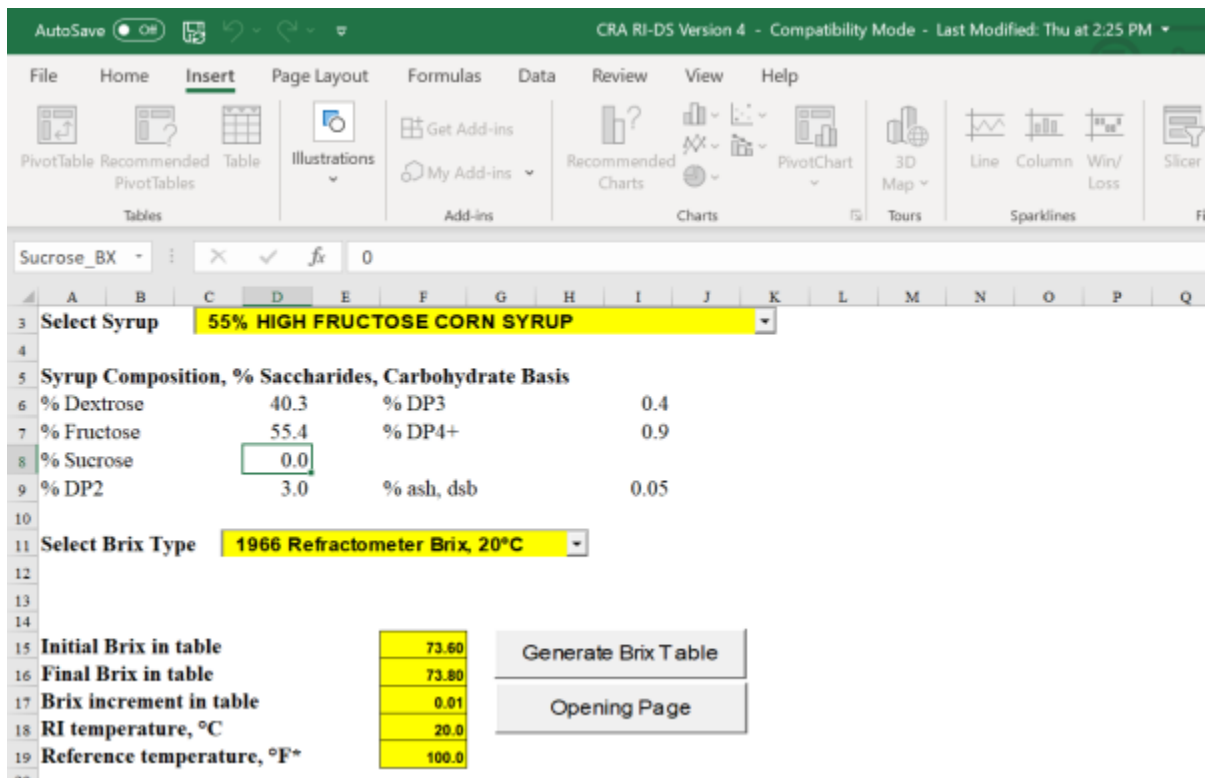 AutoSave Off CRA RI-DS Version 4 - Compatibility Mode - Last Modified: Thu at 2:25 PM
File Home Insert Page Layout Formulas Data Review View Help
PivotTable Recommended PivotTables Table Illustrations Get Add-ins My Add-ins Recommended Charts PivotChart 3D Map Line Column Win/Loss Slicer
Tables Add-ins Charts Tours Sparklines Fi
Sucrose_BX fx 0
A B C D E F G H I J K L M N O P Q
3 Select Syrup 55% HIGH FRUCTOSE CORN SYRUP
4
5 Syrup Composition, % Saccharides, Carbohydrate Basis
6 % Dextrose 40.3 % DP3 0.4
7 % Fructose 55.4 % DP4+ 0.9
8 % Sucrose 0.0
9 % DP2 3.0 % ash, dsb 0.05
10
11 Select Brix Type 1966 Refractometer Brix, 20°C
12
13
14
15 Initial Brix in table 73.60 Generate Brix Table
16 Final Brix in table 73.80
17 Brix increment in table 0.01 Opening Page
18 RI temperature, °C 20.0
19 Reference temperature, °F* 100.0